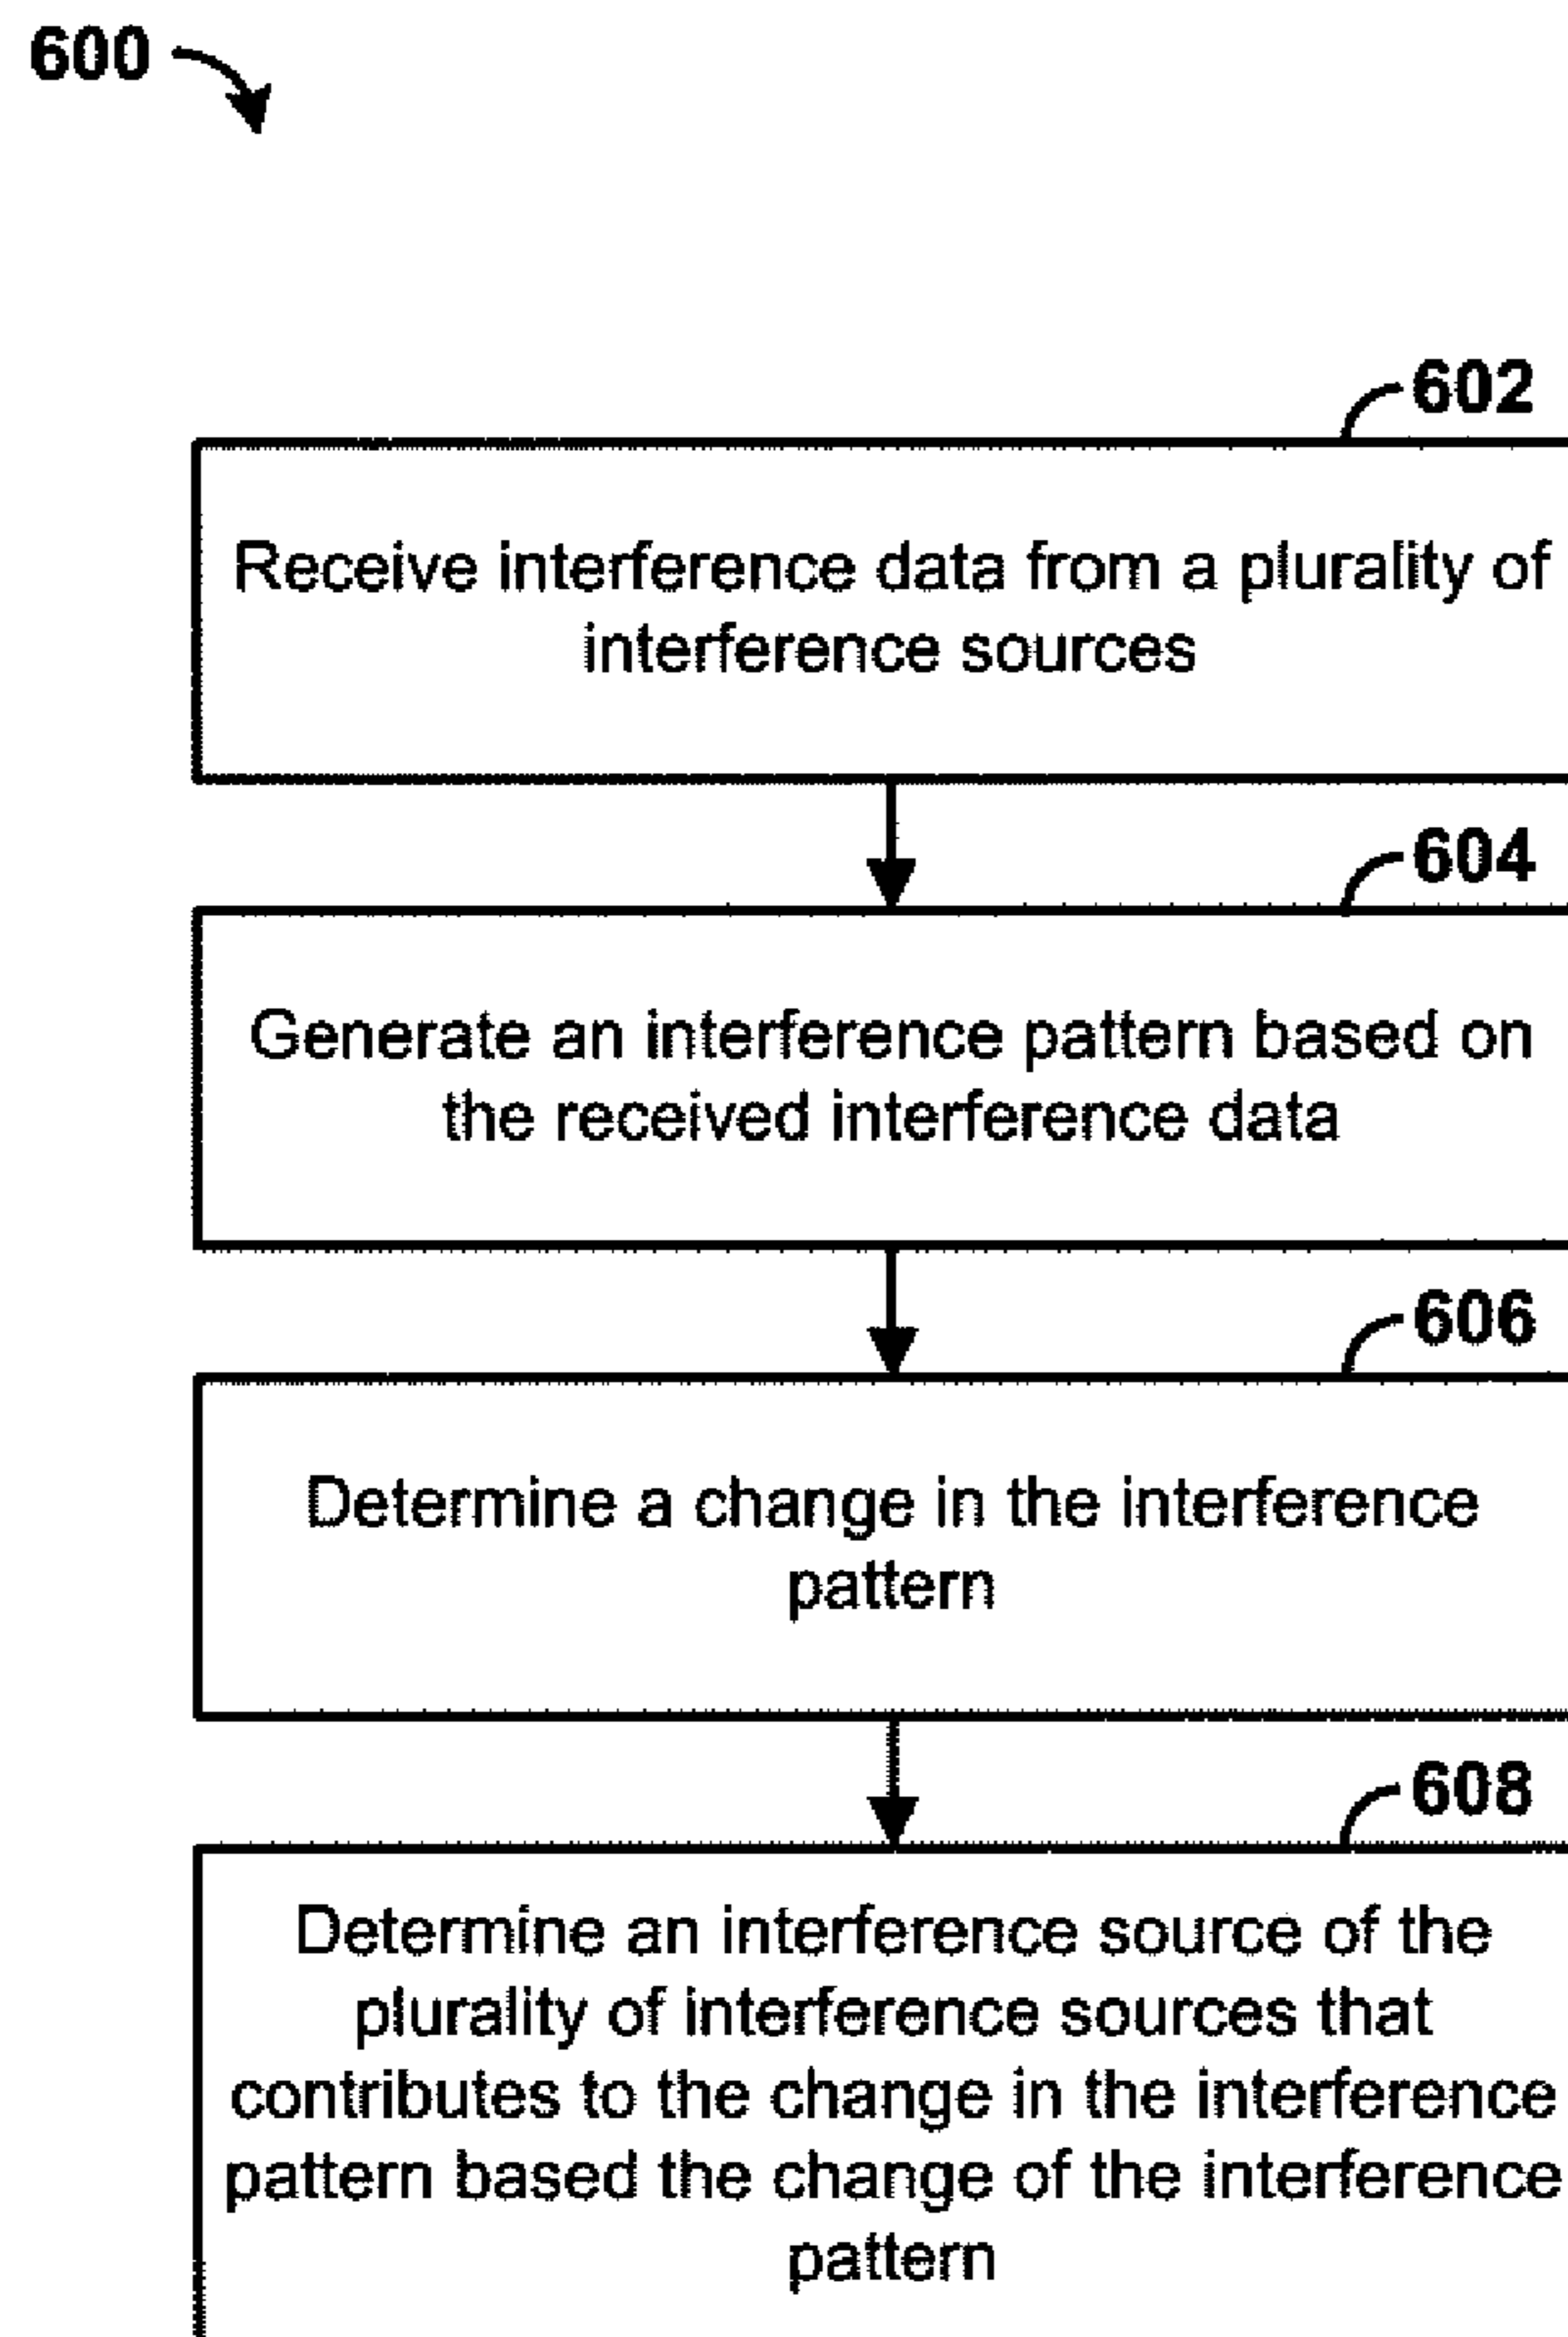 600
602
Receive interference data from a plurality of
interference sources
604
Generate an interference pattern based on
the received interference data
606
Determine a change in the interference
pattern
608
Determine an interference source of the
plurality of interference sources that
contributes to the change in the interference
pattern based the change of the interference
pattern